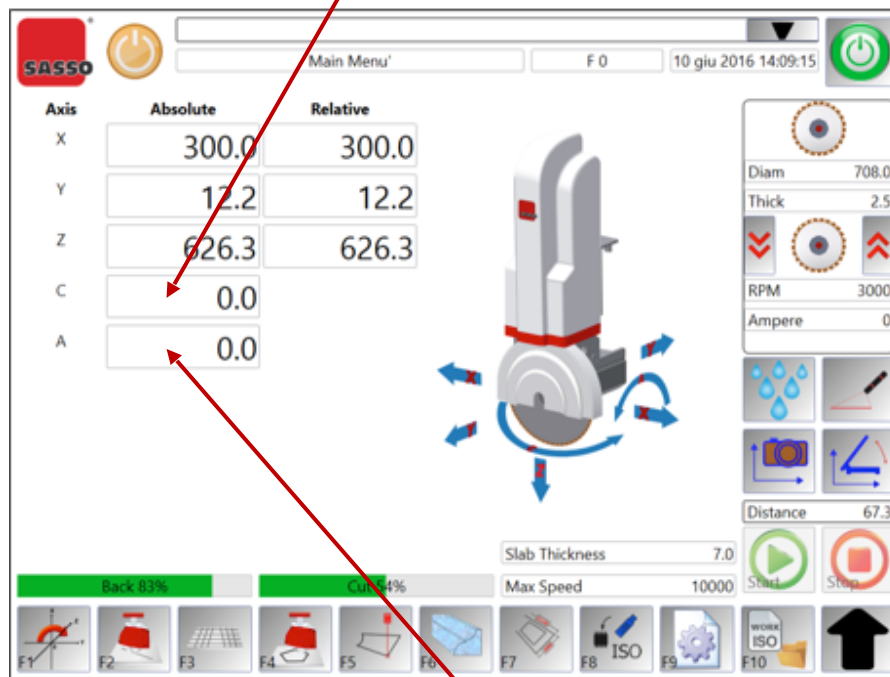 SASSO
Main Menu' F 0 10 giu 2016 14:09:15
Axis Absolute Relative
X 300.0 300.0
Y 12.2 12.2
Z 626.3 626.3
C 0.0
A 0.0
Diam 708.0
Thick 2.5
RPM 3000
Ampere 0
X Y Y X Z
Distance 67.3
Slab Thickness 7.0
Max Speed 10000
Start Stop
Back 83% Cut 54%
F1 F2 F3 F4 F5 F6 F7 F8 ISO F9 WORK ISO F10